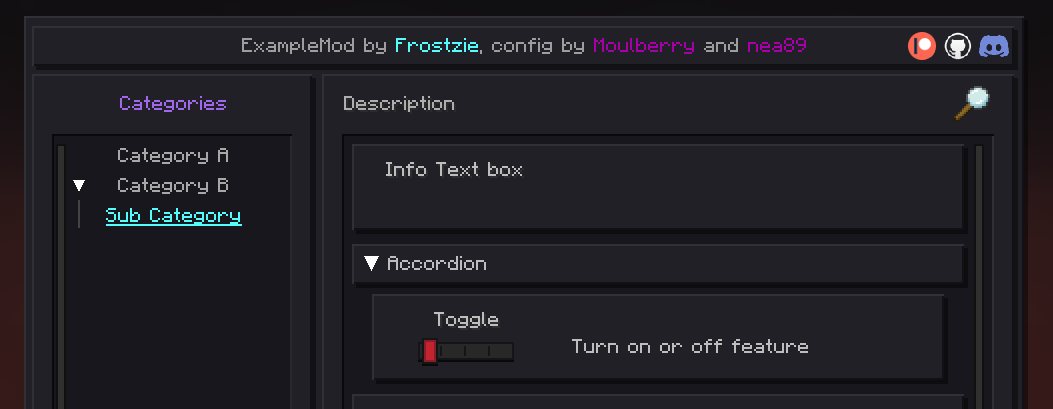 ExampleMod by Frostzie, config by Moulberry and nea89
Categories
Category A
Category B
Sub Category
Description
Info Text box
Accordion
Toggle
Turn on or off feature